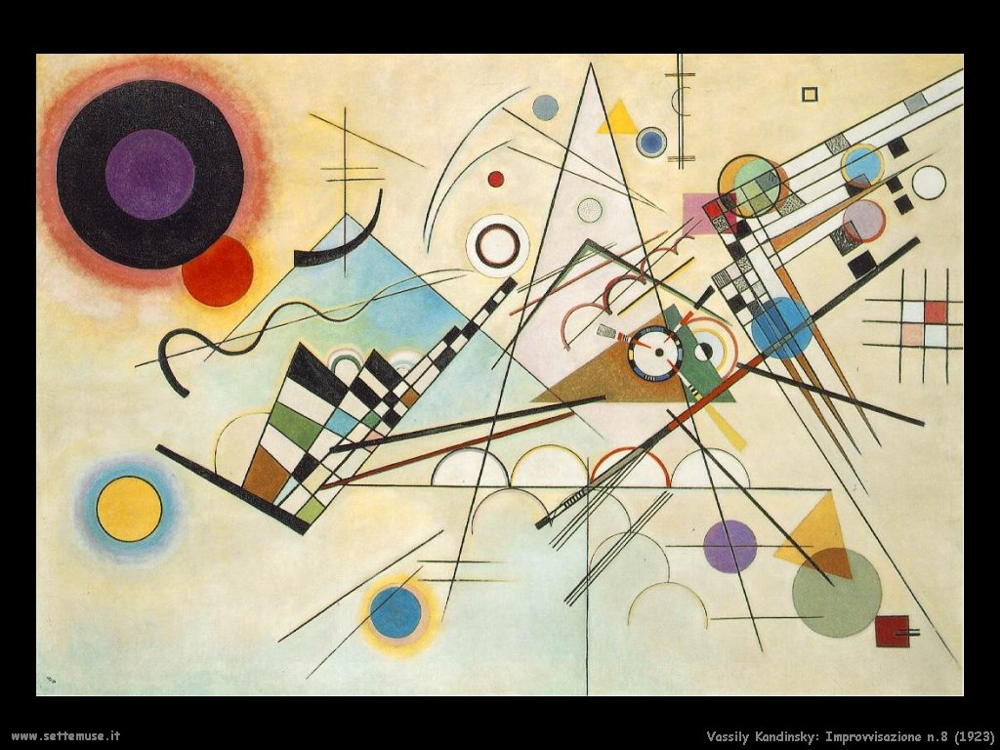 www.settemuse.it
Vassily Kandinsky: Improvvisazione n.8 (1923)